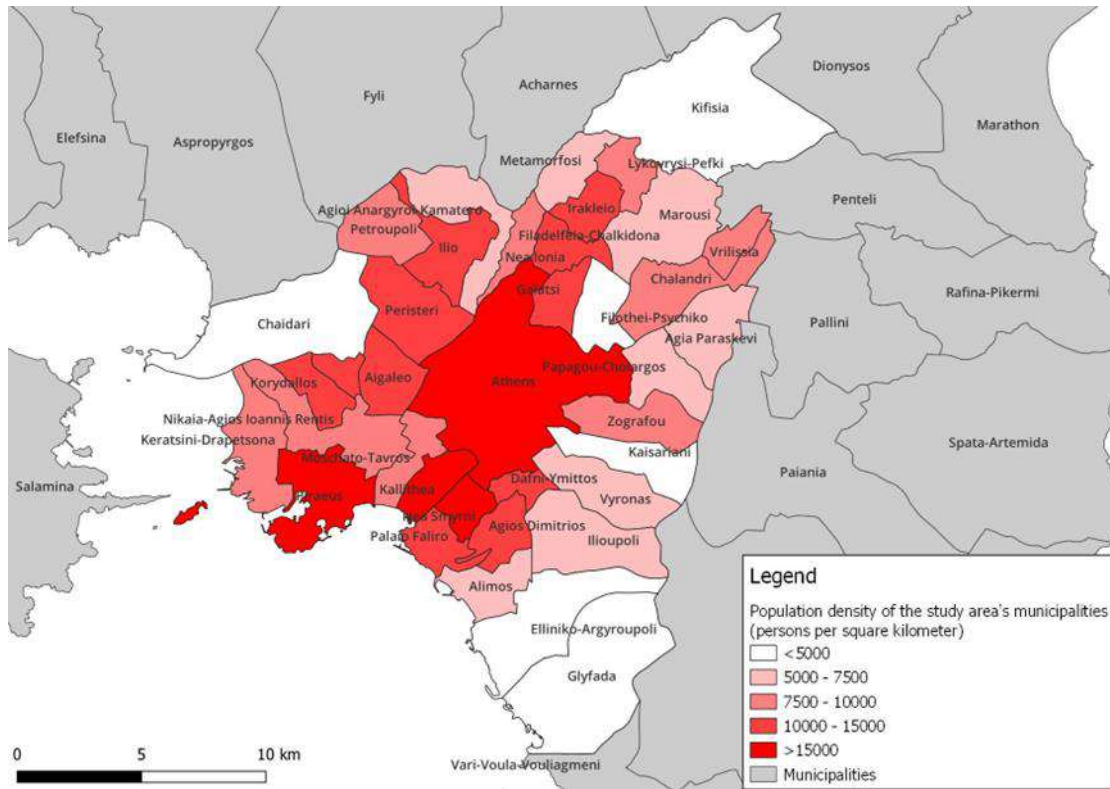 Dionysos
Acharnes
Fyli
Kifisia
Marathon
Elefsina
Aspropyrgos
Metamorfosi
Lykovrysi-Pefki
Penteli
Agioi Anargyroi-Kamatero
Irakleio
Marousi
Petroupoli
Filadelfeia-Chalkidona
Ilio
Vrilissia
Nea Ionia
Chalandri
Galatsi
Rafina-Pikermi
Peristeri
Filothei-Psychiko
Pallini
Chaidari
Agia Paraskevi
Papagou-Cholargos
Korydallos
Aigaleo
Athens
Nikaia-Agios Ioannis Rentis
Zografou
Keratsini-Drapetsona
Spata-Artemida
Kaisariani
Moschato-Tavros
Paiania
Salamina
Dafni-Ymittos
Kallithea
Piraeus
Vyronas
Nea Smyrni
Agios Dimitrios
Palaio Faliro
Ilioupoli
Alimos
Elliniko-Argyroupoli
Glyfada
Vari-Voula-Vouliagmeni
Legend
Population density of the study area's municipalities
(persons per square kilometer)
<5000
5000 - 7500
7500 - 10000
10000 - 15000
>15000
Municipalities
0 5 10 km